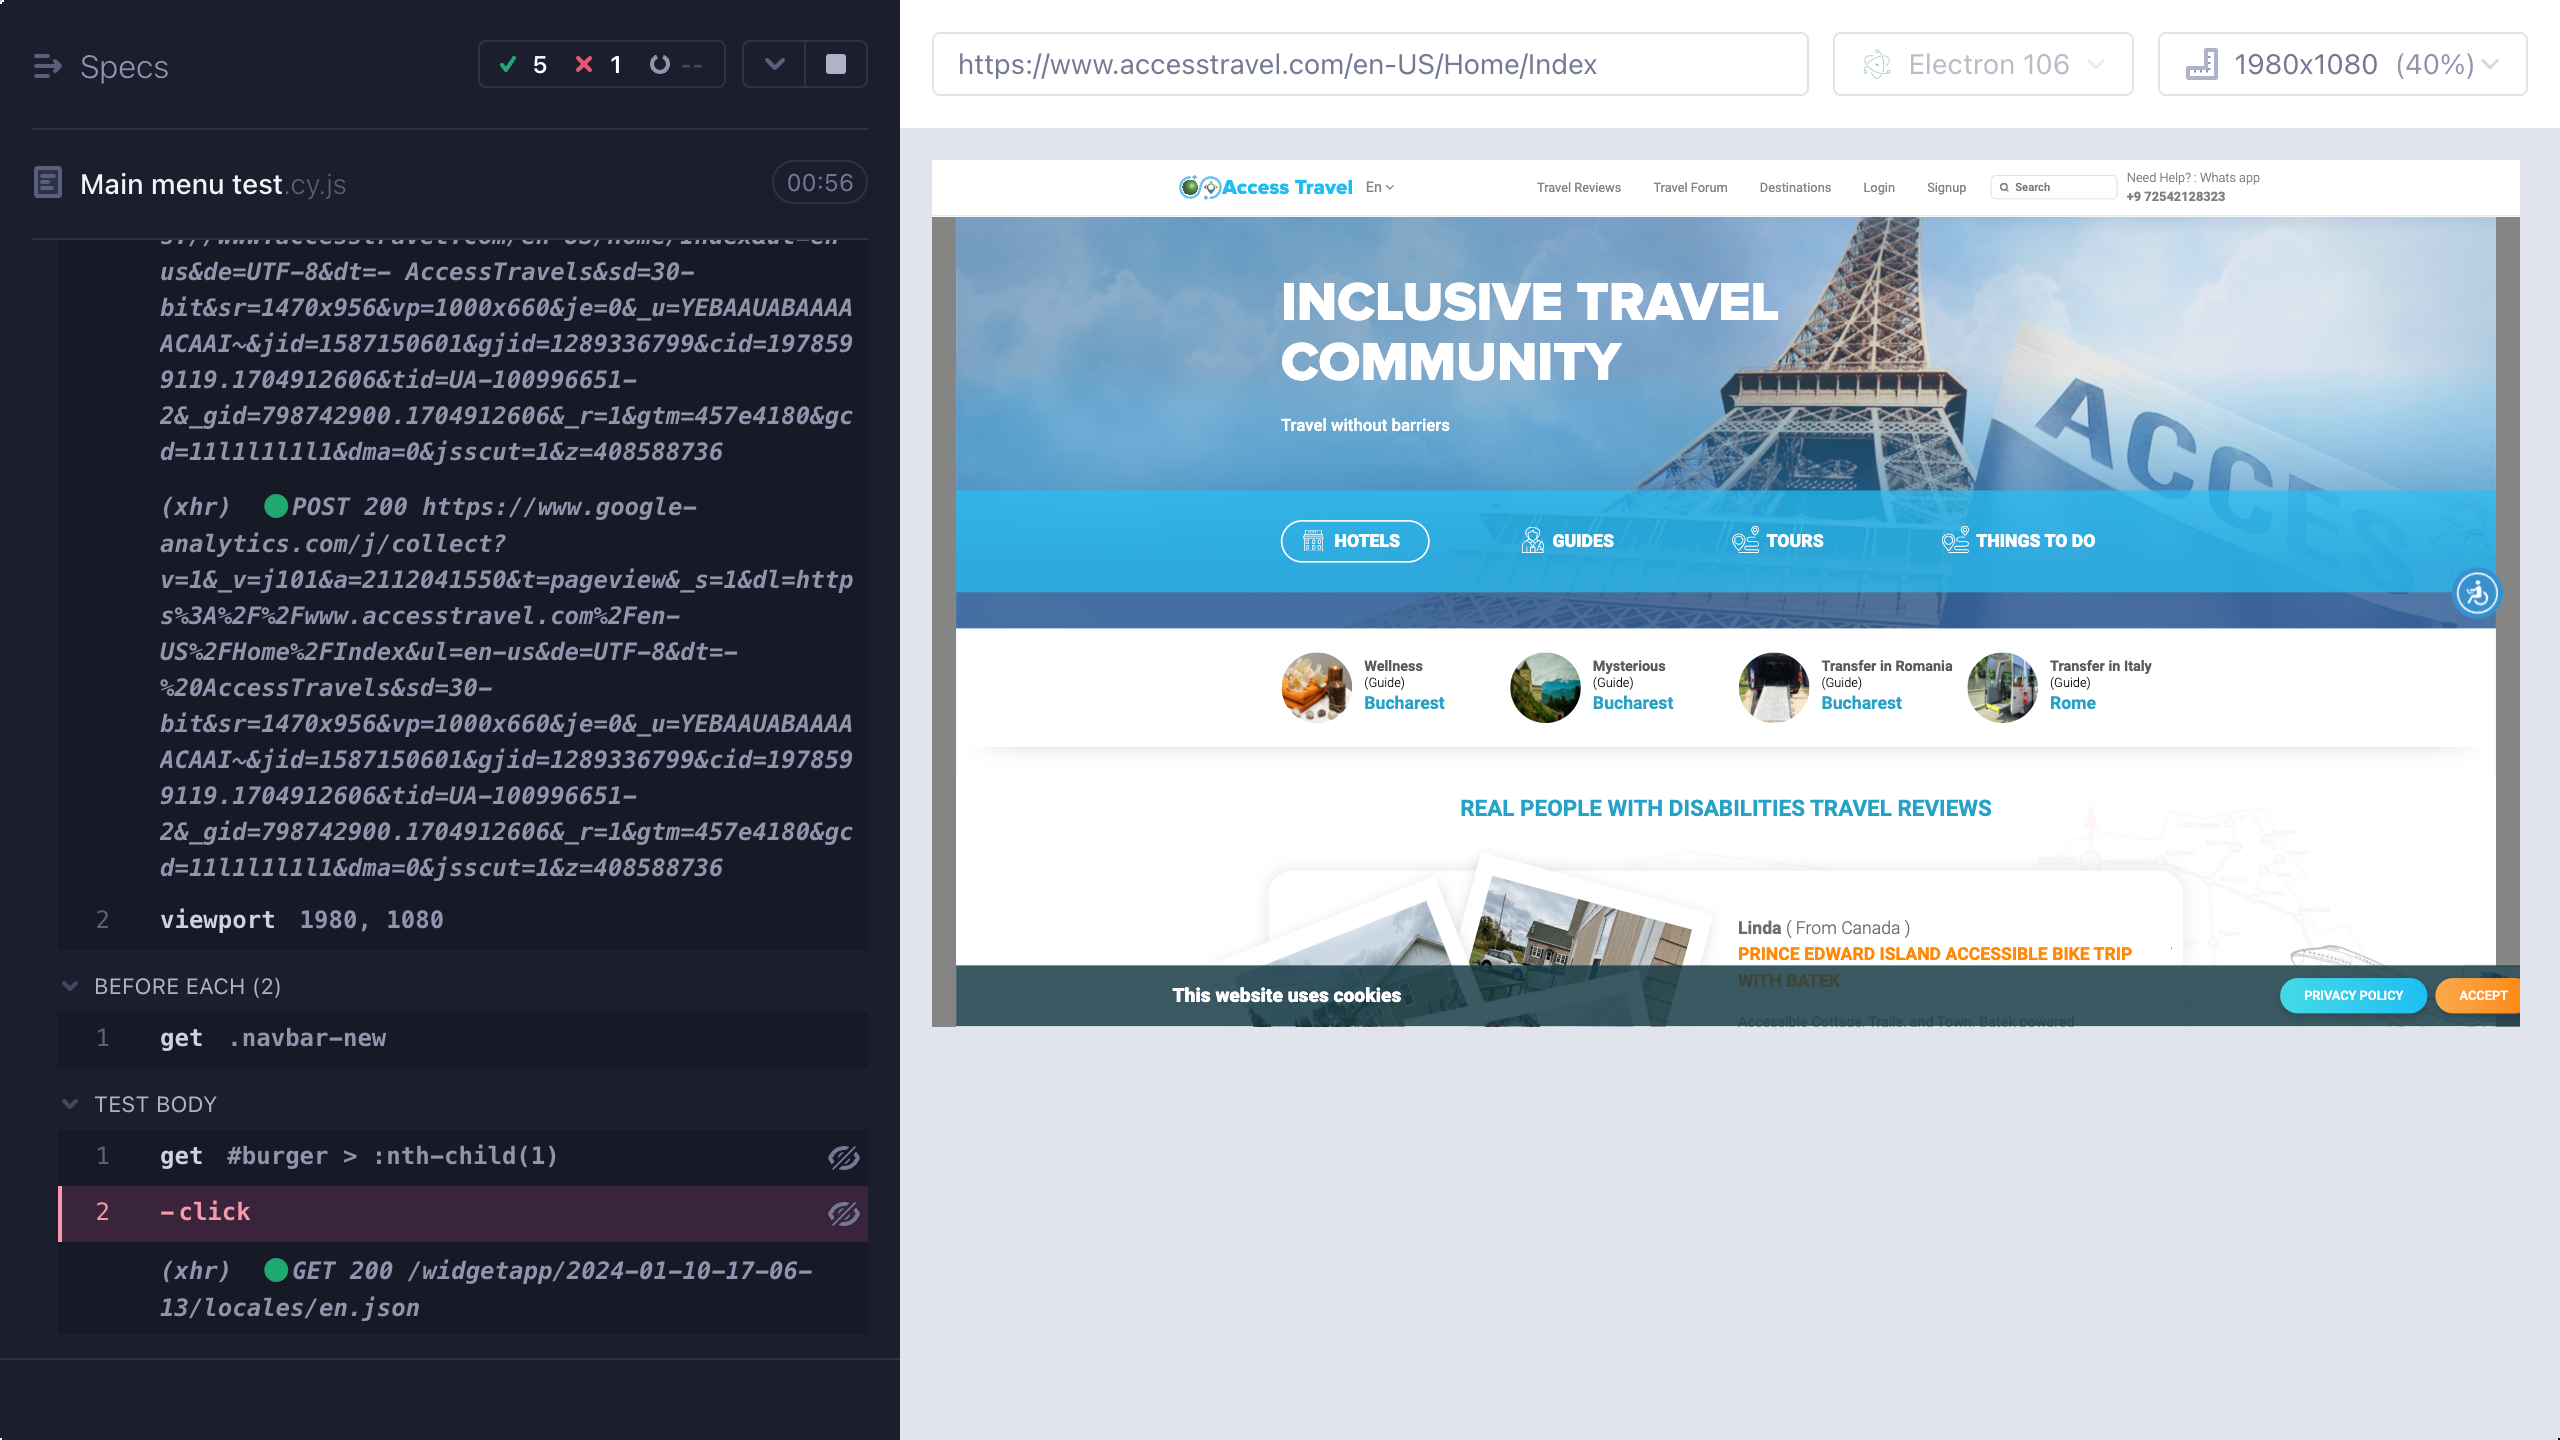 Specs
5
1
--
Main menu test.cy.js
00:56
us&de=UTF-8&dt=- AccessTravels&sd=30-
bit&sr=1470x956&vp=1000x660&je=0&_u=YEBAAUABAAAA
ACAAI~&jid=1587150601&gjid=1289336799&cid=197859
9119.1704912606&tid=UA-100996651-
2&_gid=798742900.1704912606&_r=1&gtm=457e4180&gc
d=11l1l1l1l1&dma=0&jsscut=1&z=408588736
(xhr) POST 200 https://www.google-
analytics.com/j/collect?
v=1&_v=j101&a=2112041550&t=pageview&_s=1&dl=http
s%3A%2F%2Fwww.accesstravel.com%2Fen-
US%2FHome%2FIndex&ul=en-us&de=UTF-8&dt=-
%20AccessTravels&sd=30-
bit&sr=1470x956&vp=1000x660&je=0&_u=YEBAAUABAAAA
ACAAI~&jid=1587150601&gjid=1289336799&cid=197859
9119.1704912606&tid=UA-100996651-
2&_gid=798742900.1704912606&_r=1&gtm=457e4180&gc
d=11l1l1l1l1&dma=0&jsscut=1&z=408588736
2 viewport 1980, 1080
BEFORE EACH (2)
1 get .navbar-new
TEST BODY
1 get #burger > :nth-child(1)
2 -click
(xhr) GET 200 /widgetapp/2024-01-10-17-06-
13/locales/en.json
https://www.accesstravel.com/en-US/Home/Index
Electron 106
1980x1080 (40%)
Access Travel
En
Travel Reviews
Travel Forum
Destinations
Login
Signup
Search
Need Help? : Whats app
+9 72542128323
INCLUSIVE TRAVEL
COMMUNITY
Travel without barriers
ACCES
HOTELS
GUIDES
TOURS
THINGS TO DO
Wellness
(Guide)
Bucharest
Mysterious
(Guide)
Bucharest
Transfer in Romania
(Guide)
Bucharest
Transfer in Italy
(Guide)
Rome
REAL PEOPLE WITH DISABILITIES TRAVEL REVIEWS
Linda ( From Canada )
PRINCE EDWARD ISLAND ACCESSIBLE BIKE TRIP
WITH BATEK
Accessible Cottage, Trails, and Town. Batek powered
This website uses cookies
PRIVACY POLICY
ACCEPT